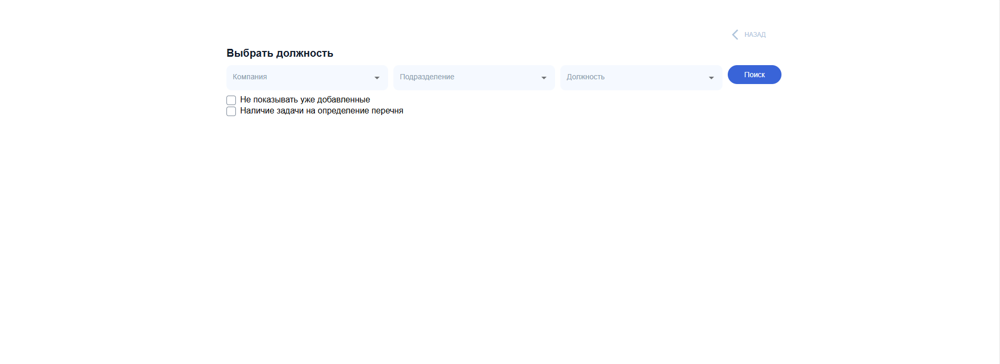 НАЗАД
Выбрать должность
Компания
Подразделение
Должность
Поиск
Не показывать уже добавленные
Наличие задачи на определение перечня